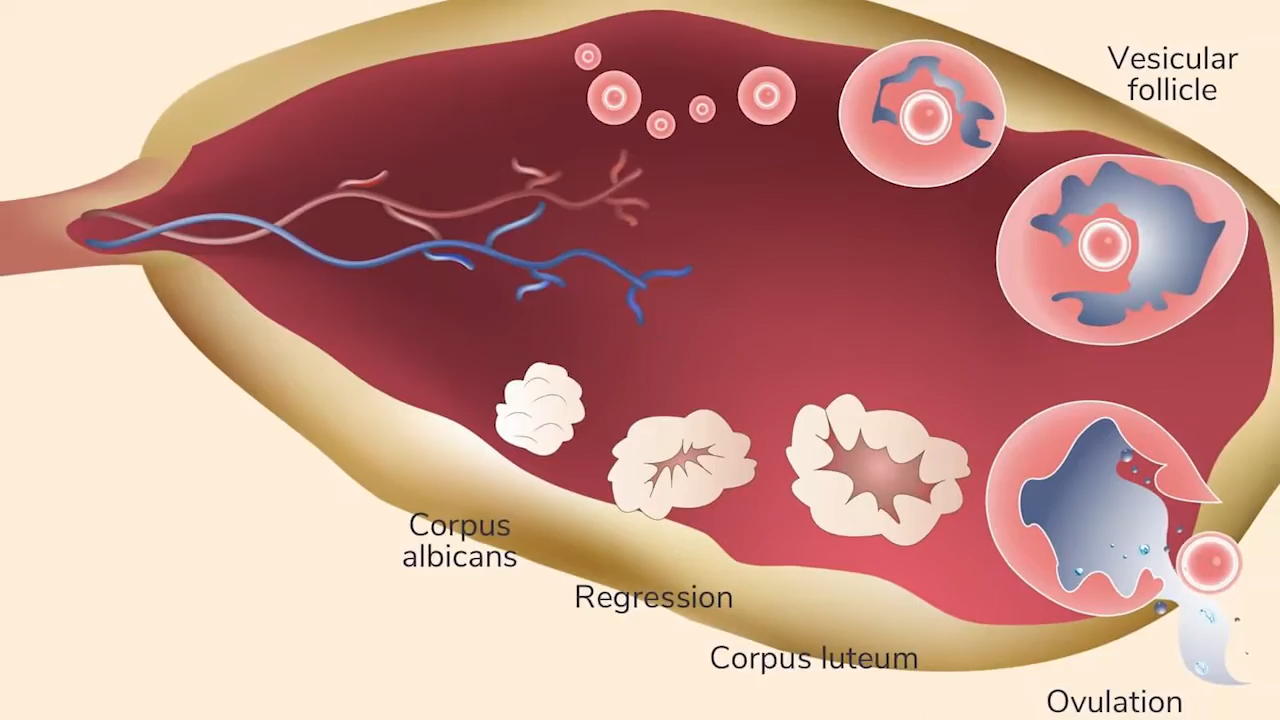 Vesicular
follicle
Corpus
albicans
Regression
Corpus luteum
Ovulation